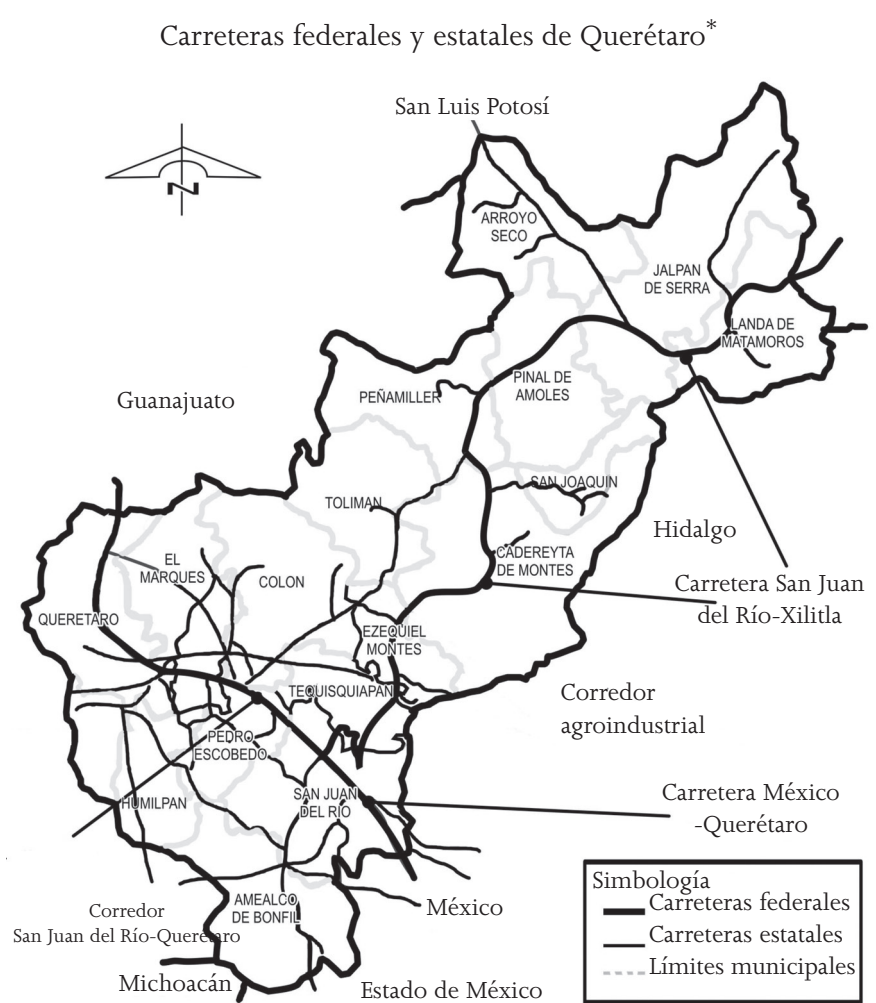 Carreteras federales y estatales de Querétaro*
San Luis Potosí
N
ARROYO
SECO
JALPAN
DE SERRA
LANDA DE
MATAMOROS
PINAL DE
AMOLES
PEÑAMILLER
Guanajuato
SAN JOAQUIN
TOLIMAN
Hidalgo
CADEREYTA
DE MONTES
EL
MARQUES
COLON
Carretera San Juan
del Río-Xilitla
QUERETARO
EZEQUIEL
MONTES
TEQUISQUIAPAN
Corredor
agroindustrial
PEDRO
ESCOBEDO
HUMILPAN
SAN JUAN
DEL RIO
Carretera México
-Querétaro
AMEALCO
DE BONFIL
México
Corredor
San Juan del Río-Querétaro
Michoacán
Estado de México
Simbología
Carreteras federales
Carreteras estatales
Límites municipales